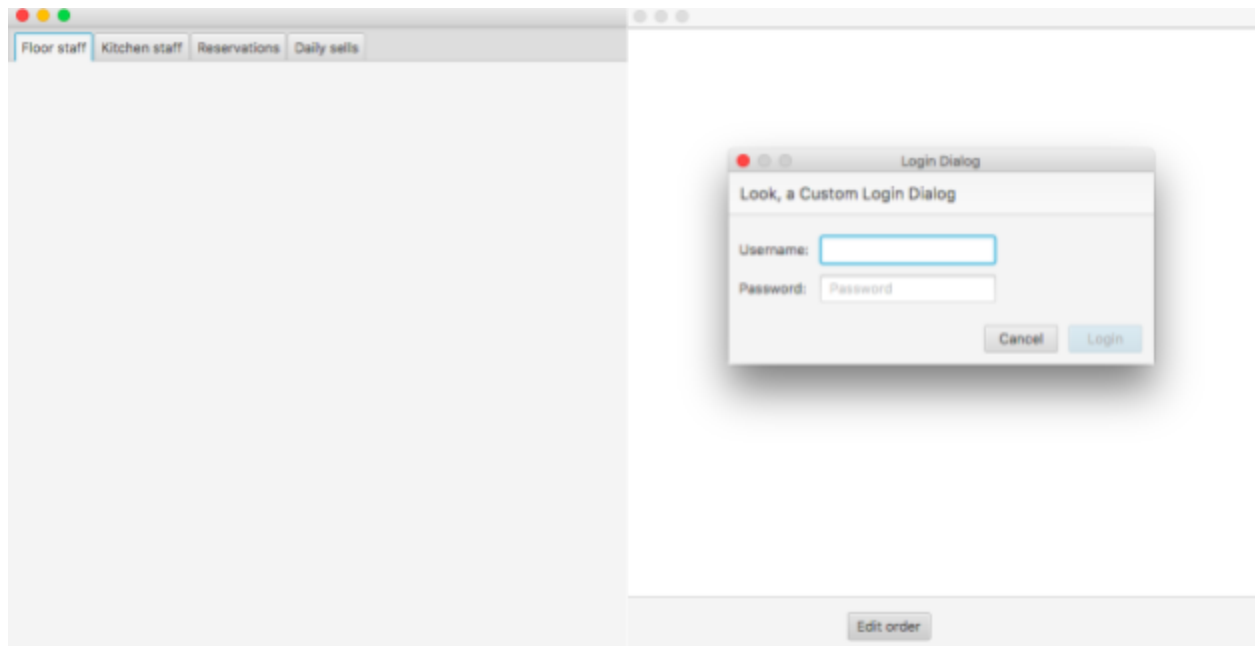 Floor staff Kitchen staff Reservations Daily sells
Login Dialog
Look, a Custom Login Dialog
Username:
Password: Password
Cancel Login
Edit order